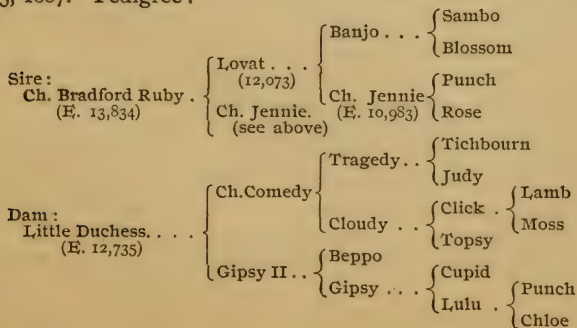 3, 1887. Pedigree:
Sambo
Banjo . . .
Blossom
Lovat . . .
(12,073)
Sire:
Ch. Bradford Ruby .
(E. 13,834)
Ch. Jennie
(E. 10,983)
Punch
Rose
Ch. Jennie.
(see above)
Tichbourn
Tragedy . .
Judy
Ch. Comedy
Lamb
Click .
Moss
Cloudy . .
Topsy
Dam:
Little Duchess. . . .
(E. 12,735)
Beppo
Gipsy II . .
Cupid
Gipsy . . .
Punch
Lulu .
Chloe